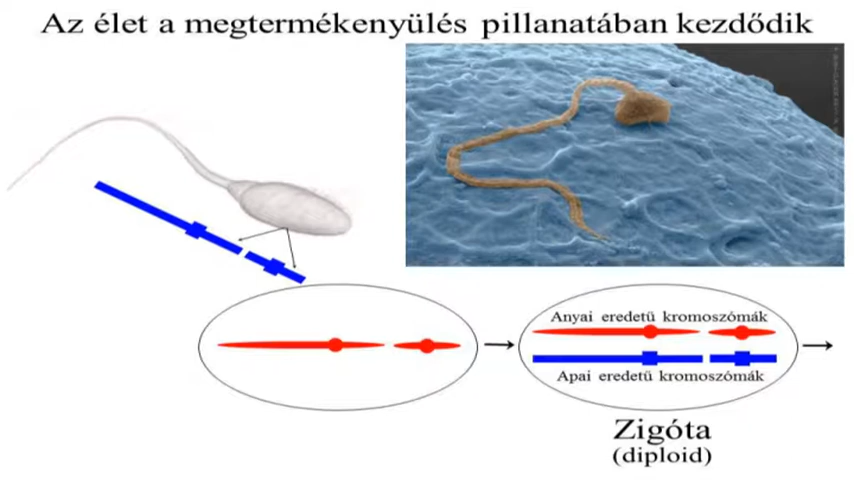 Az élet a megtermékenyülés pillanatában kezdődik
Anyai eredetű kromoszómák
Apai eredetű kromoszómák
Zigóta
(diploid)